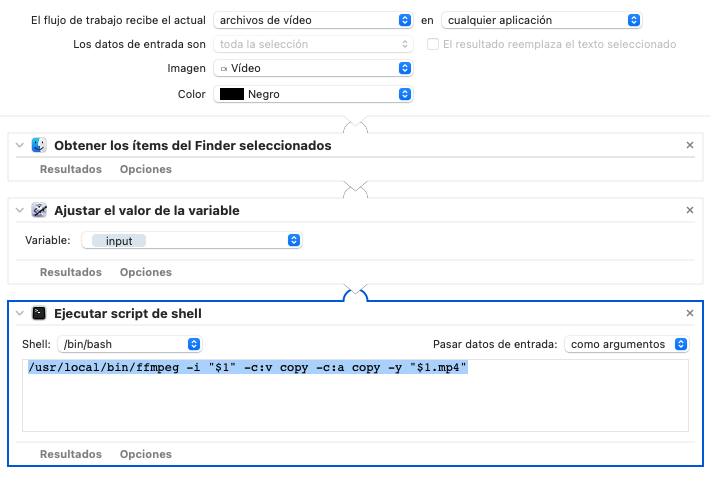 El flujo de trabajo recibe el actual archivos de vídeo en cualquier aplicación
Los datos de entrada son toda la selección El resultado reemplaza el texto seleccionado
Imagen Vídeo
Color Negro
Obtener los ítems del Finder seleccionados
Resultados Opciones
Ajustar el valor de la variable
Variable: input
Resultados Opciones
Ejecutar script de shell
Shell: /bin/bash Pasar datos de entrada: como argumentos
/usr/local/bin/ffmpeg -i "$1" -c:v copy -c:a copy -y "$1.mp4"
Resultados Opciones